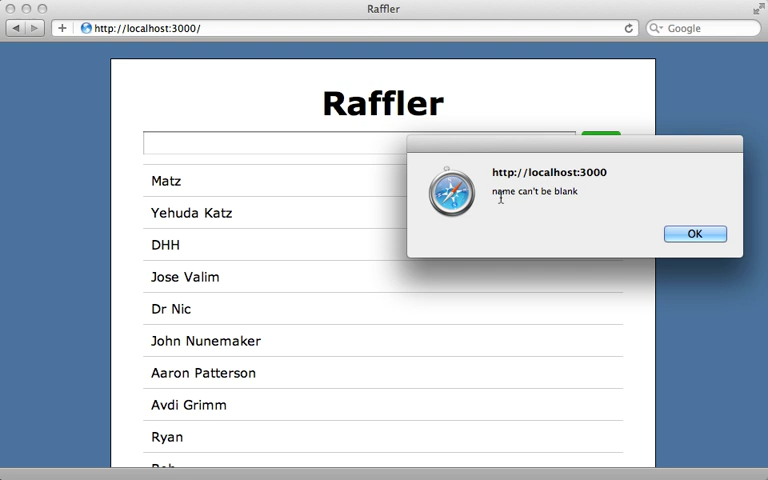 Raffler
http://localhost:3000/
Google
Raffler
http://localhost:3000
name can't be blank
OK
Matz
Yehuda Katz
DHH
Jose Valim
Dr Nic
John Nunemaker
Aaron Patterson
Avdi Grimm
Ryan